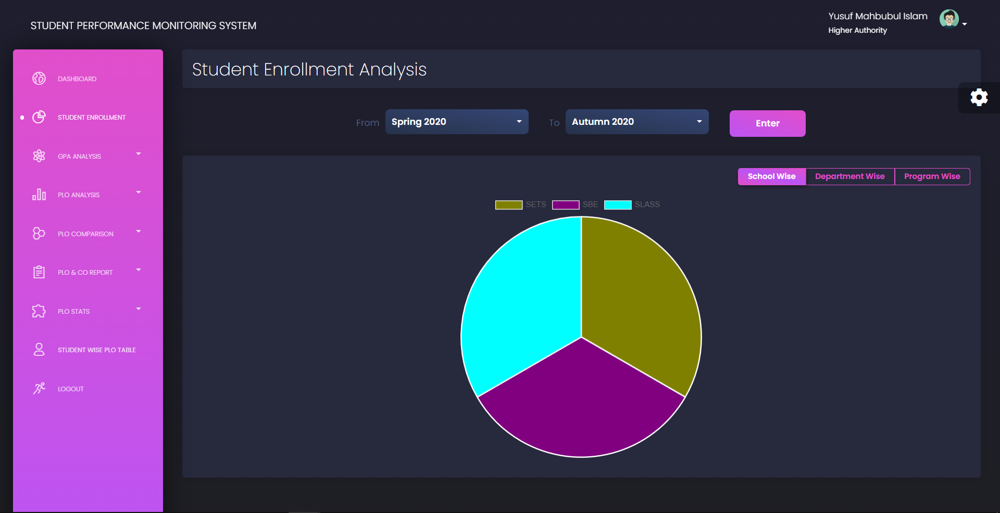 STUDENT PERFORMANCE MONITORING SYSTEM
Yusuf Mahbubul Islam
Higher Authority
DASHBOARD
STUDENT ENROLLMENT
GPA ANALYSIS
PLO ANALYSIS
PLO COMPARISON
PLO & CO REPORT
PLO STATS
STUDENT WISE PLO TABLE
LOGOUT
Student Enrollment Analysis
From Spring 2020 To Autumn 2020 Enter
School Wise Department Wise Program Wise
SETS SBE SLASS